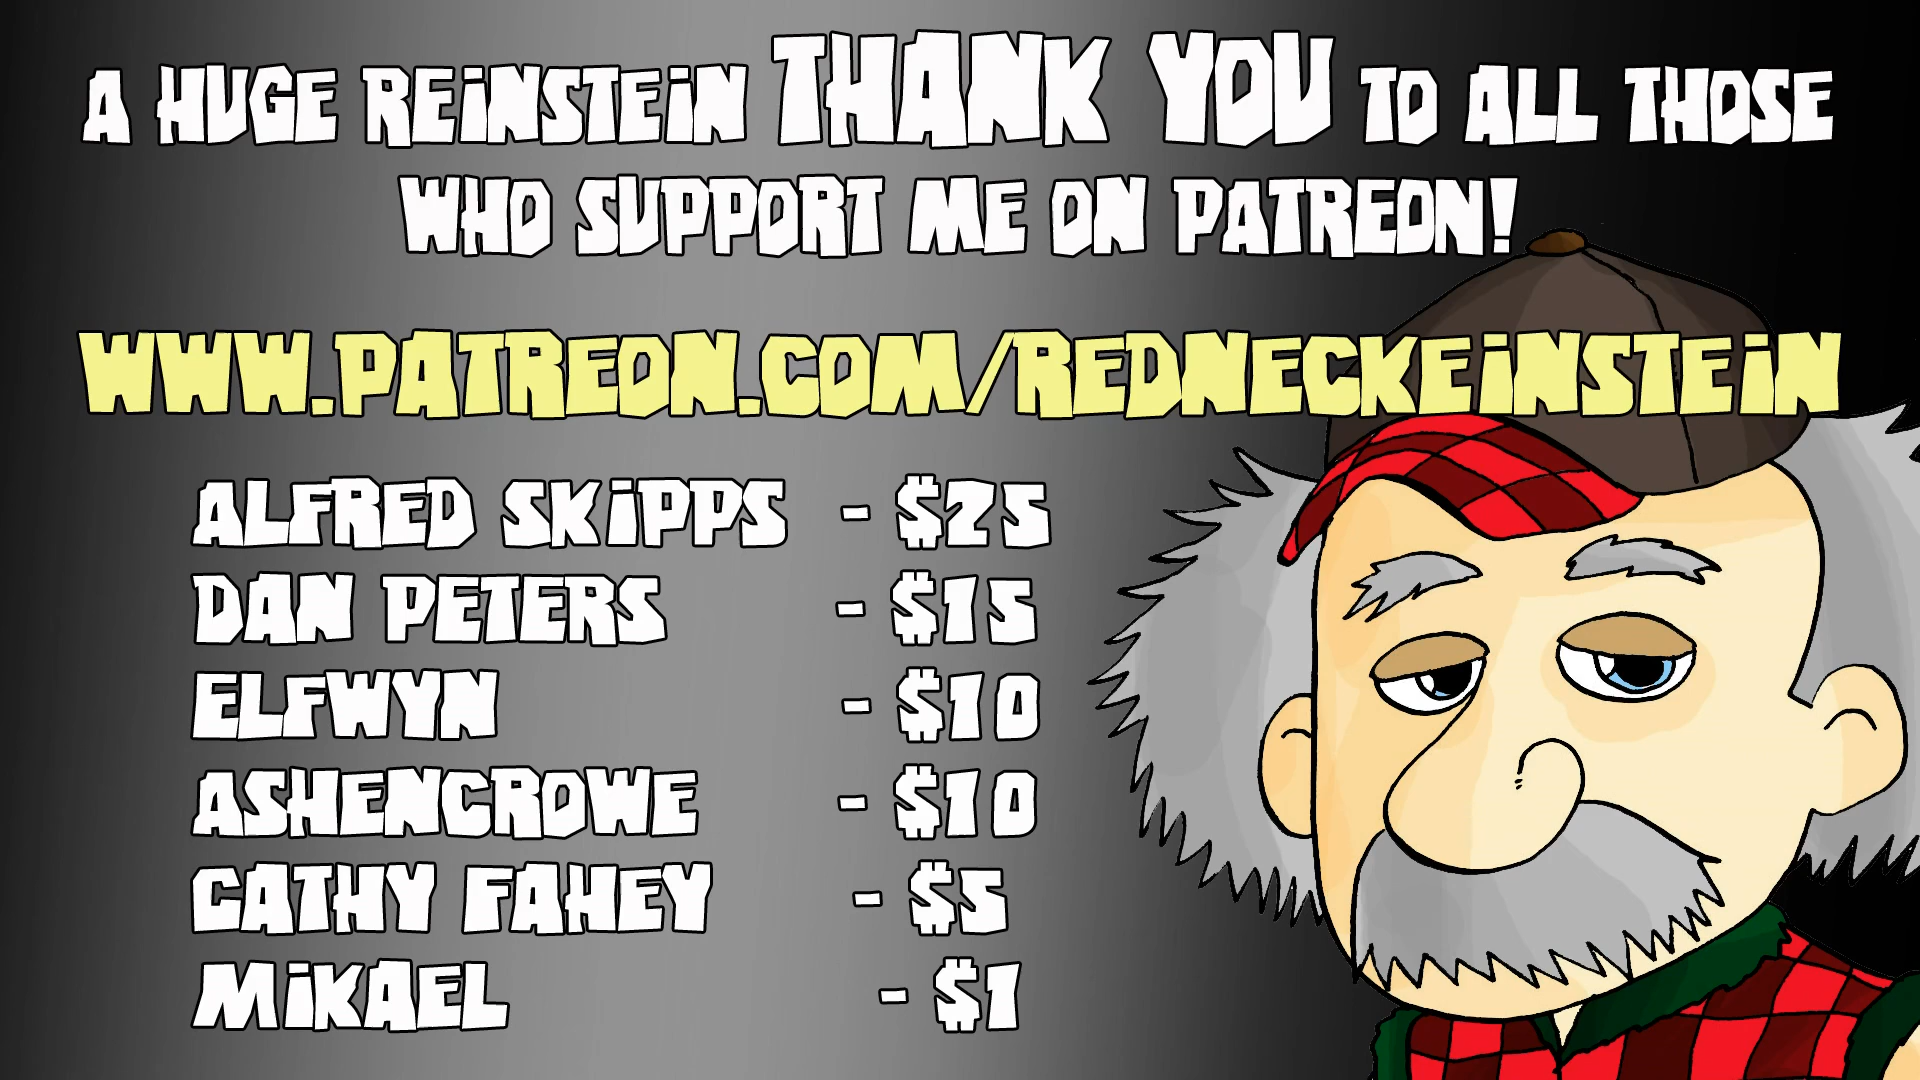 A HUGE REiNSTEiN THANK YOU TO ALL THOSE
WHO SUPPORT ME ON PATREON!
WWW.PATREON.COM/REDNECKEiNSTEiN
ALFRED SKiPPS - $25
DAN PETERS - $15
ELFWYN - $10
ASHENCROWE - $10
CATHY FAHEY - $5
MiKAEL - $1